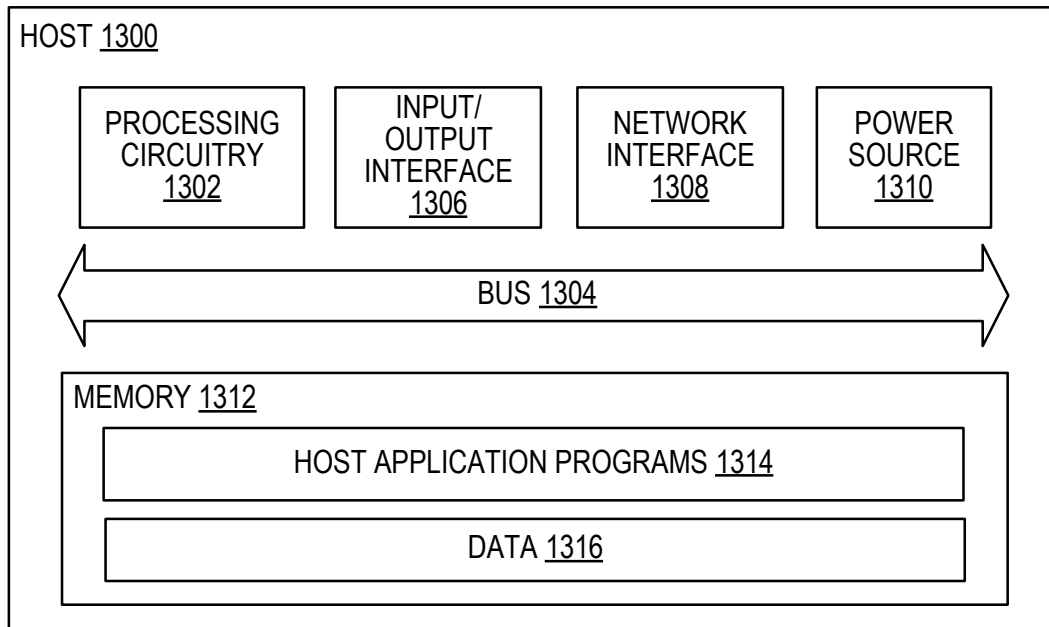 HOST 1300
PROCESSING
CIRCUITRY
1302
INPUT/
OUTPUT
INTERFACE
1306
NETWORK
INTERFACE
1308
POWER
SOURCE
1310
BUS 1304
MEMORY 1312
HOST APPLICATION PROGRAMS 1314
DATA 1316